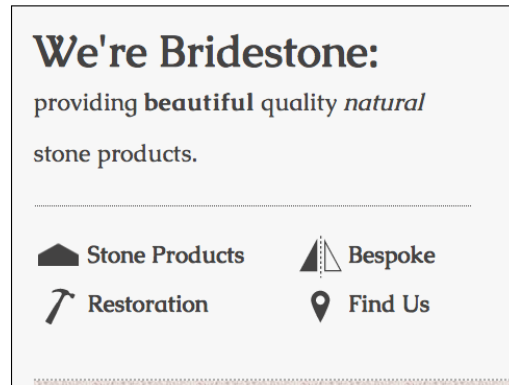 We're Bridestone:
providing beautiful quality natural
stone products.
Stone Products
Bespoke
Restoration
Find Us